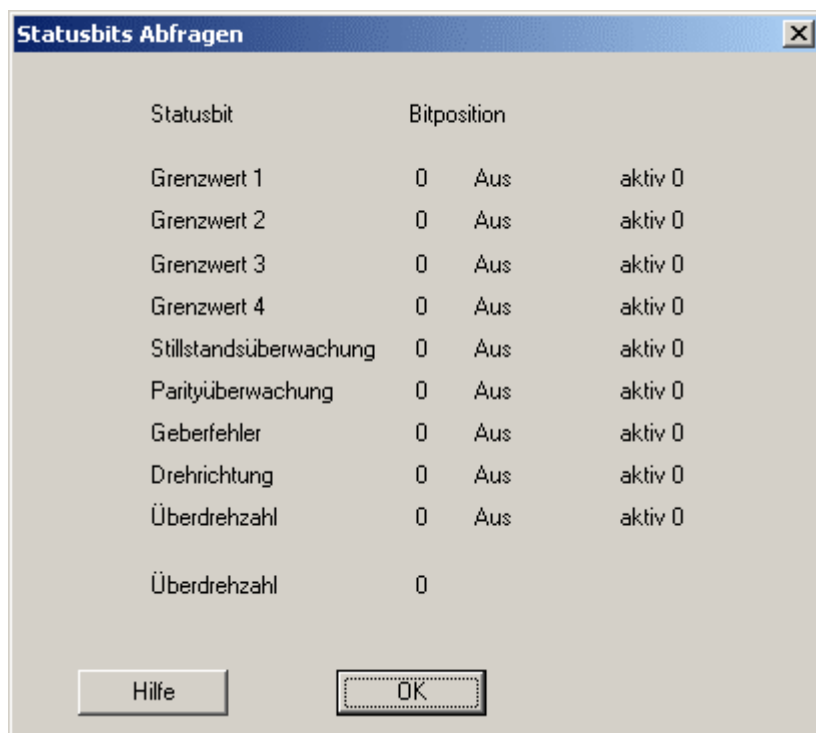 Statusbits Abfragen
Statusbit Bitposition
Grenzwert 1 0 Aus aktiv 0
Grenzwert 2 0 Aus aktiv 0
Grenzwert 3 0 Aus aktiv 0
Grenzwert 4 0 Aus aktiv 0
Stillstandsüberwachung 0 Aus aktiv 0
Parityüberwachung 0 Aus aktiv 0
Geberfehler 0 Aus aktiv 0
Drehrichtung 0 Aus aktiv 0
Überdrehzahl 0 Aus aktiv 0
Überdrehzahl 0
Hilfe OK